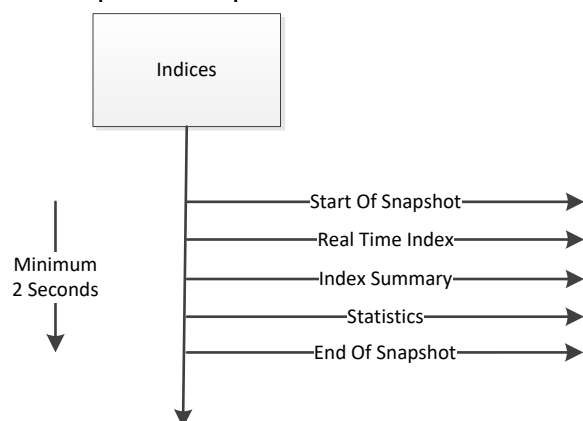 Indices
Start Of Snapshot
Real Time Index
Minimum
2 Seconds
Index Summary
Statistics
End Of Snapshot